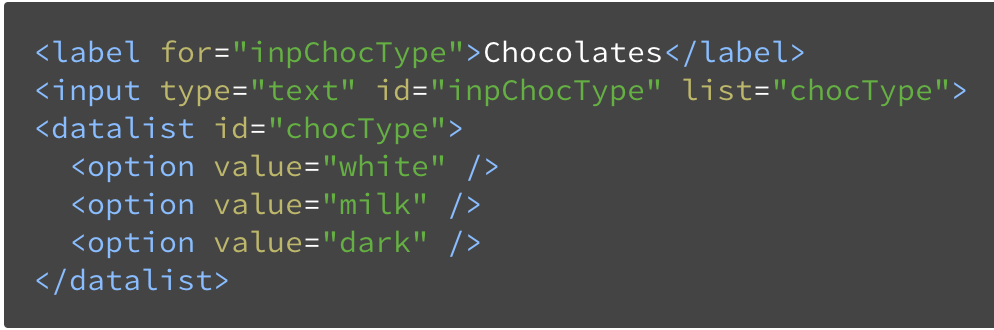 <label for="inpChocType">Chocolates</label>
<input type="text" id="inpChocType" list="chocType">
<datalist id="chocType">
  <option value="white" />
  <option value="milk" />
  <option value="dark" />
</datalist>